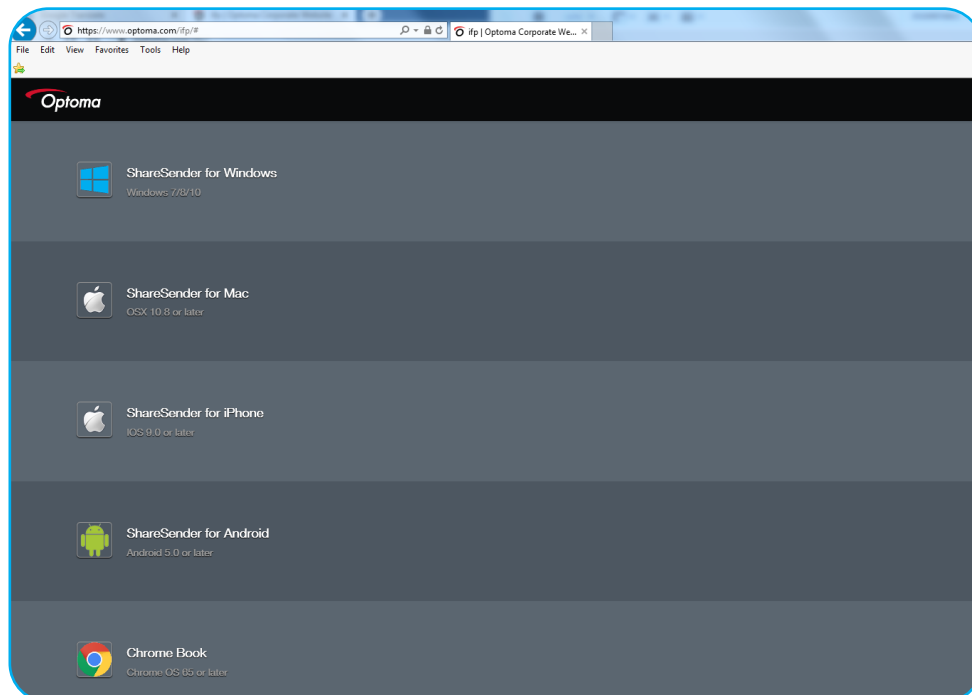 https://www.optoma.com/ifp/#
ifp | Optoma Corporate We...
File Edit View Favorites Tools Help
Optoma
ShareSender for Windows
Windows 7/8/10
ShareSender for Mac
OSX 10.8 or later
ShareSender for iPhone
IOS 9.0 or later
ShareSender for Android
Android 5.0 or later
Chrome Book
Chrome OS 65 or later